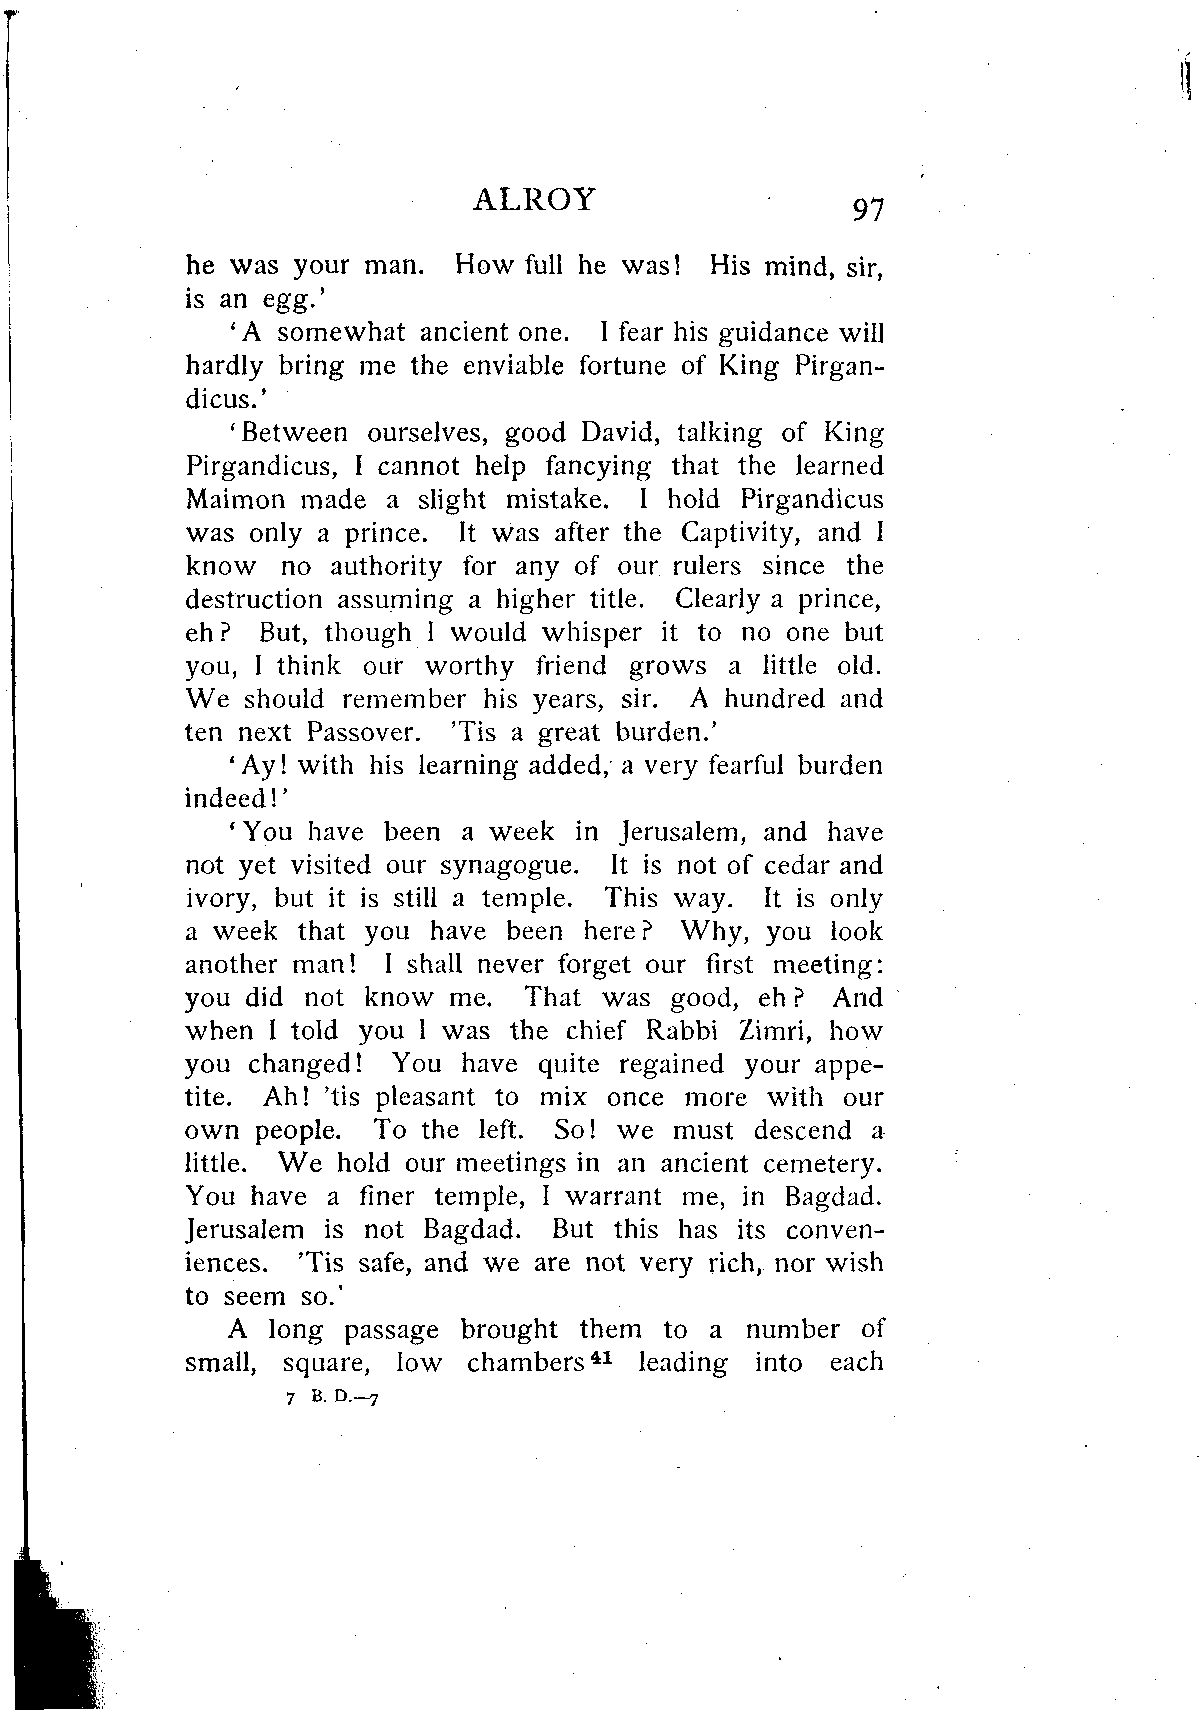 ALROY 97
he was your man. How full he was! His mind, sir,
is an egg.'
'A somewhat ancient one. I fear his guidance will
hardly bring me the enviable fortune of King Pirgan-
dicus.'
'Between ourselves, good David, talking of King
Pirgandicus, I cannot help fancying that the learned
Maimon made a slight mistake. I hold Pirgandicus
was only a prince. It was after the Captivity, and I
know no authority for any of our rulers since the
destruction assuming a higher title. Clearly a prince,
eh? But, though I would whisper it to no one but
you, I think our worthy friend grows a little old.
We should remember his years, sir. A hundred and
ten next Passover. 'Tis a great burden.'
'Ay! with his learning added, a very fearful burden
indeed!'
'You have been a week in Jerusalem, and have
not yet visited our synagogue. It is not of cedar and
ivory, but it is still a temple. This way. It is only
a week that you have been here? Why, you look
another man! I shall never forget our first meeting:
you did not know me. That was good, eh? And
when I told you I was the chief Rabbi Zimri, how
you changed! You have quite regained your appe-
tite. Ah! 'tis pleasant to mix once more with our
own people. To the left. So! we must descend a
little. We hold our meetings in an ancient cemetery.
You have a finer temple, I warrant me, in Bagdad.
Jerusalem is not Bagdad. But this has its conven-
iences. 'Tis safe, and we are not very rich, nor wish
to seem so.'
A long passage brought them to a number of
small, square, low chambers⁴¹ leading into each
7 B. D.—7